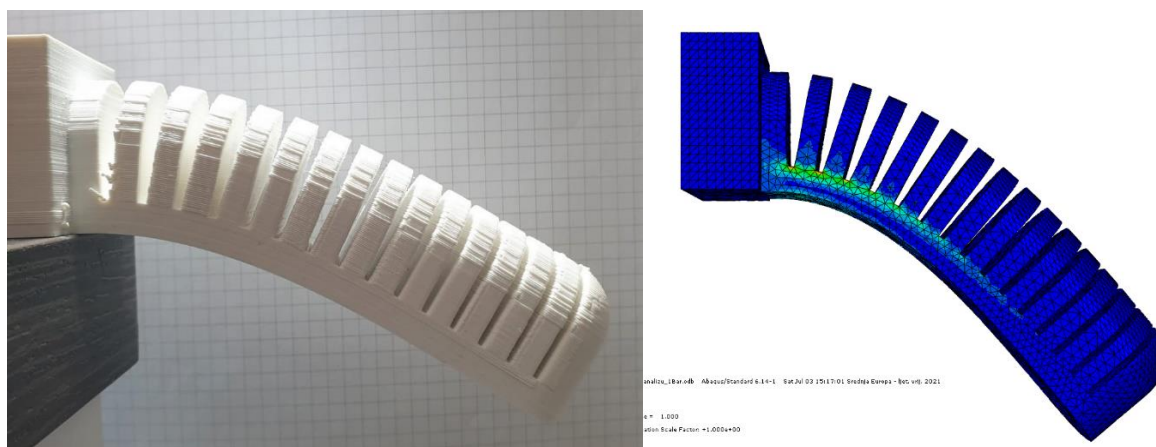 analizu_1Bar.odb Abaqus/Standard 6.14-1 Sat Jul 03 15:17:01 Srednja Europa - ljet. vrij. 2021
e = 1.000
ation Scale Factor: +1.000e+00